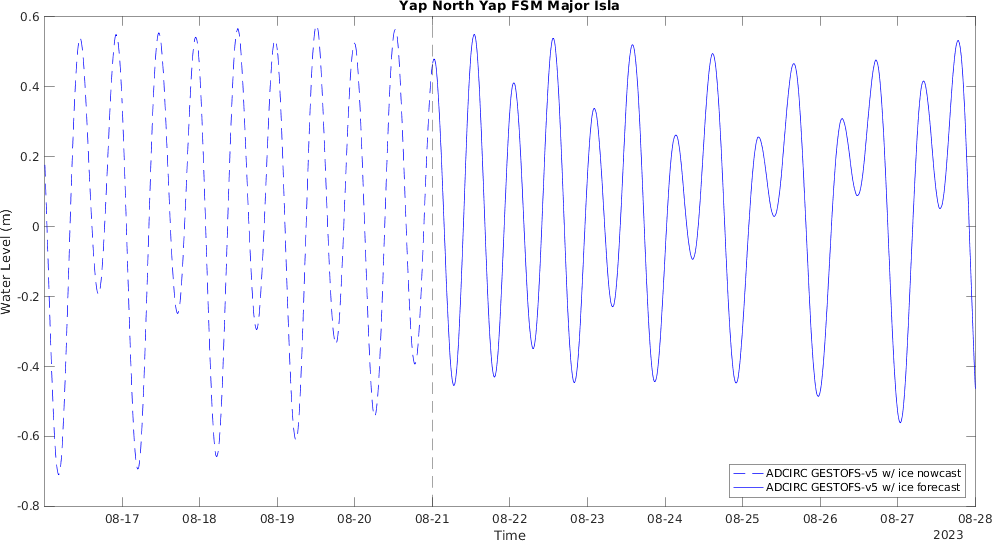 Yap North Yap FSM Major Isla
0.6
0.4
0.2
0
-0.2
-0.4
-0.6
-0.8
Water Level (m)
ADCIRC GESTOFS-v5 w/ ice nowcast
ADCIRC GESTOFS-v5 w/ ice forecast
08-17 08-18 08-19 08-20 08-21 08-22 08-23 08-24 08-25 08-26 08-27 08-28
Time
2023